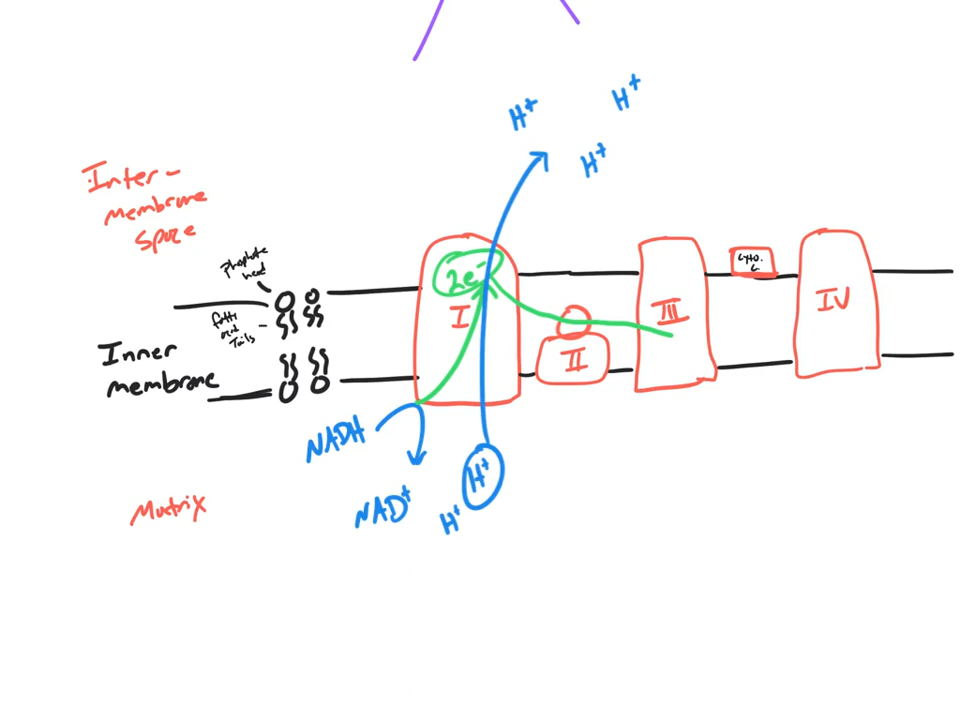 H+
H+
H+
Inter-
membrane
space
phosphate
head
fatty
acid
tails
Inner
membrane
2e-
I
II
III
cyto.
c
IV
NADH
NAD+
H+
H+
Matrix